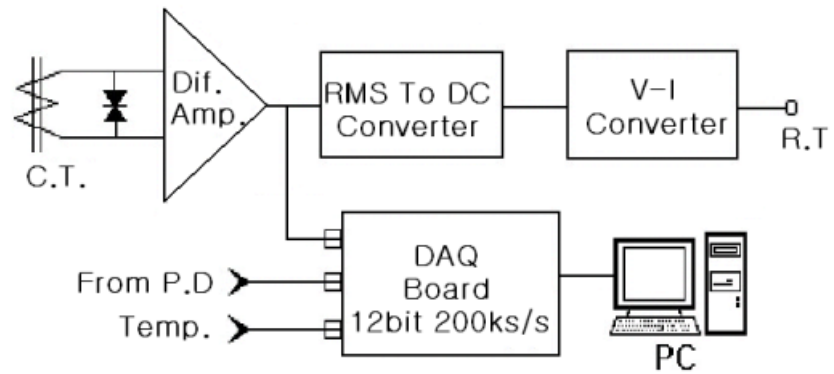 C.T.
Dif.
Amp.
RMS To DC
Converter
V-I
Converter
R.T
From P.D
Temp.
DAQ
Board
12bit 200ks/s
PC